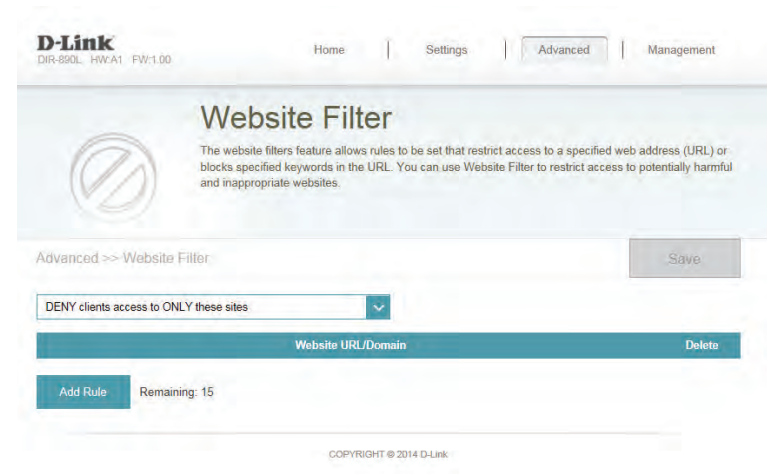 D-Link
DIR-890L HW:A1 FW:1.00
Home
Settings
Advanced
Management
Website Filter
The website filters feature allows rules to be set that restrict access to a specified web address (URL) or
blocks specified keywords in the URL. You can use Website Filter to restrict access to potentially harmful
and inappropriate websites.
Advanced >> Website Filter
Save
DENY clients access to ONLY these sites
Website URL/Domain
Delete
Add Rule
Remaining: 15
COPYRIGHT © 2014 D-Link